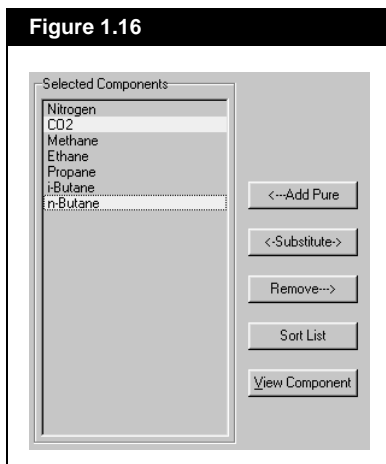 Figure 1.16
Selected Components
Nitrogen
CO2
Methane
Ethane
Propane
i-Butane
n-Butane
<---Add Pure
<-Substitute->
Remove--->
Sort List
View Component